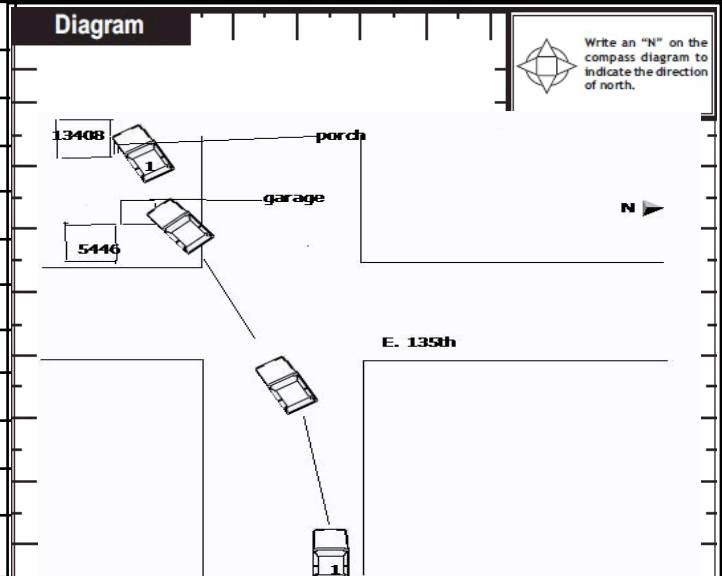 Diagram
Write an “N” on the
compass diagram to
indicate the direction
of north.
13408
porch
1
garage
N
5446
E. 135th
1